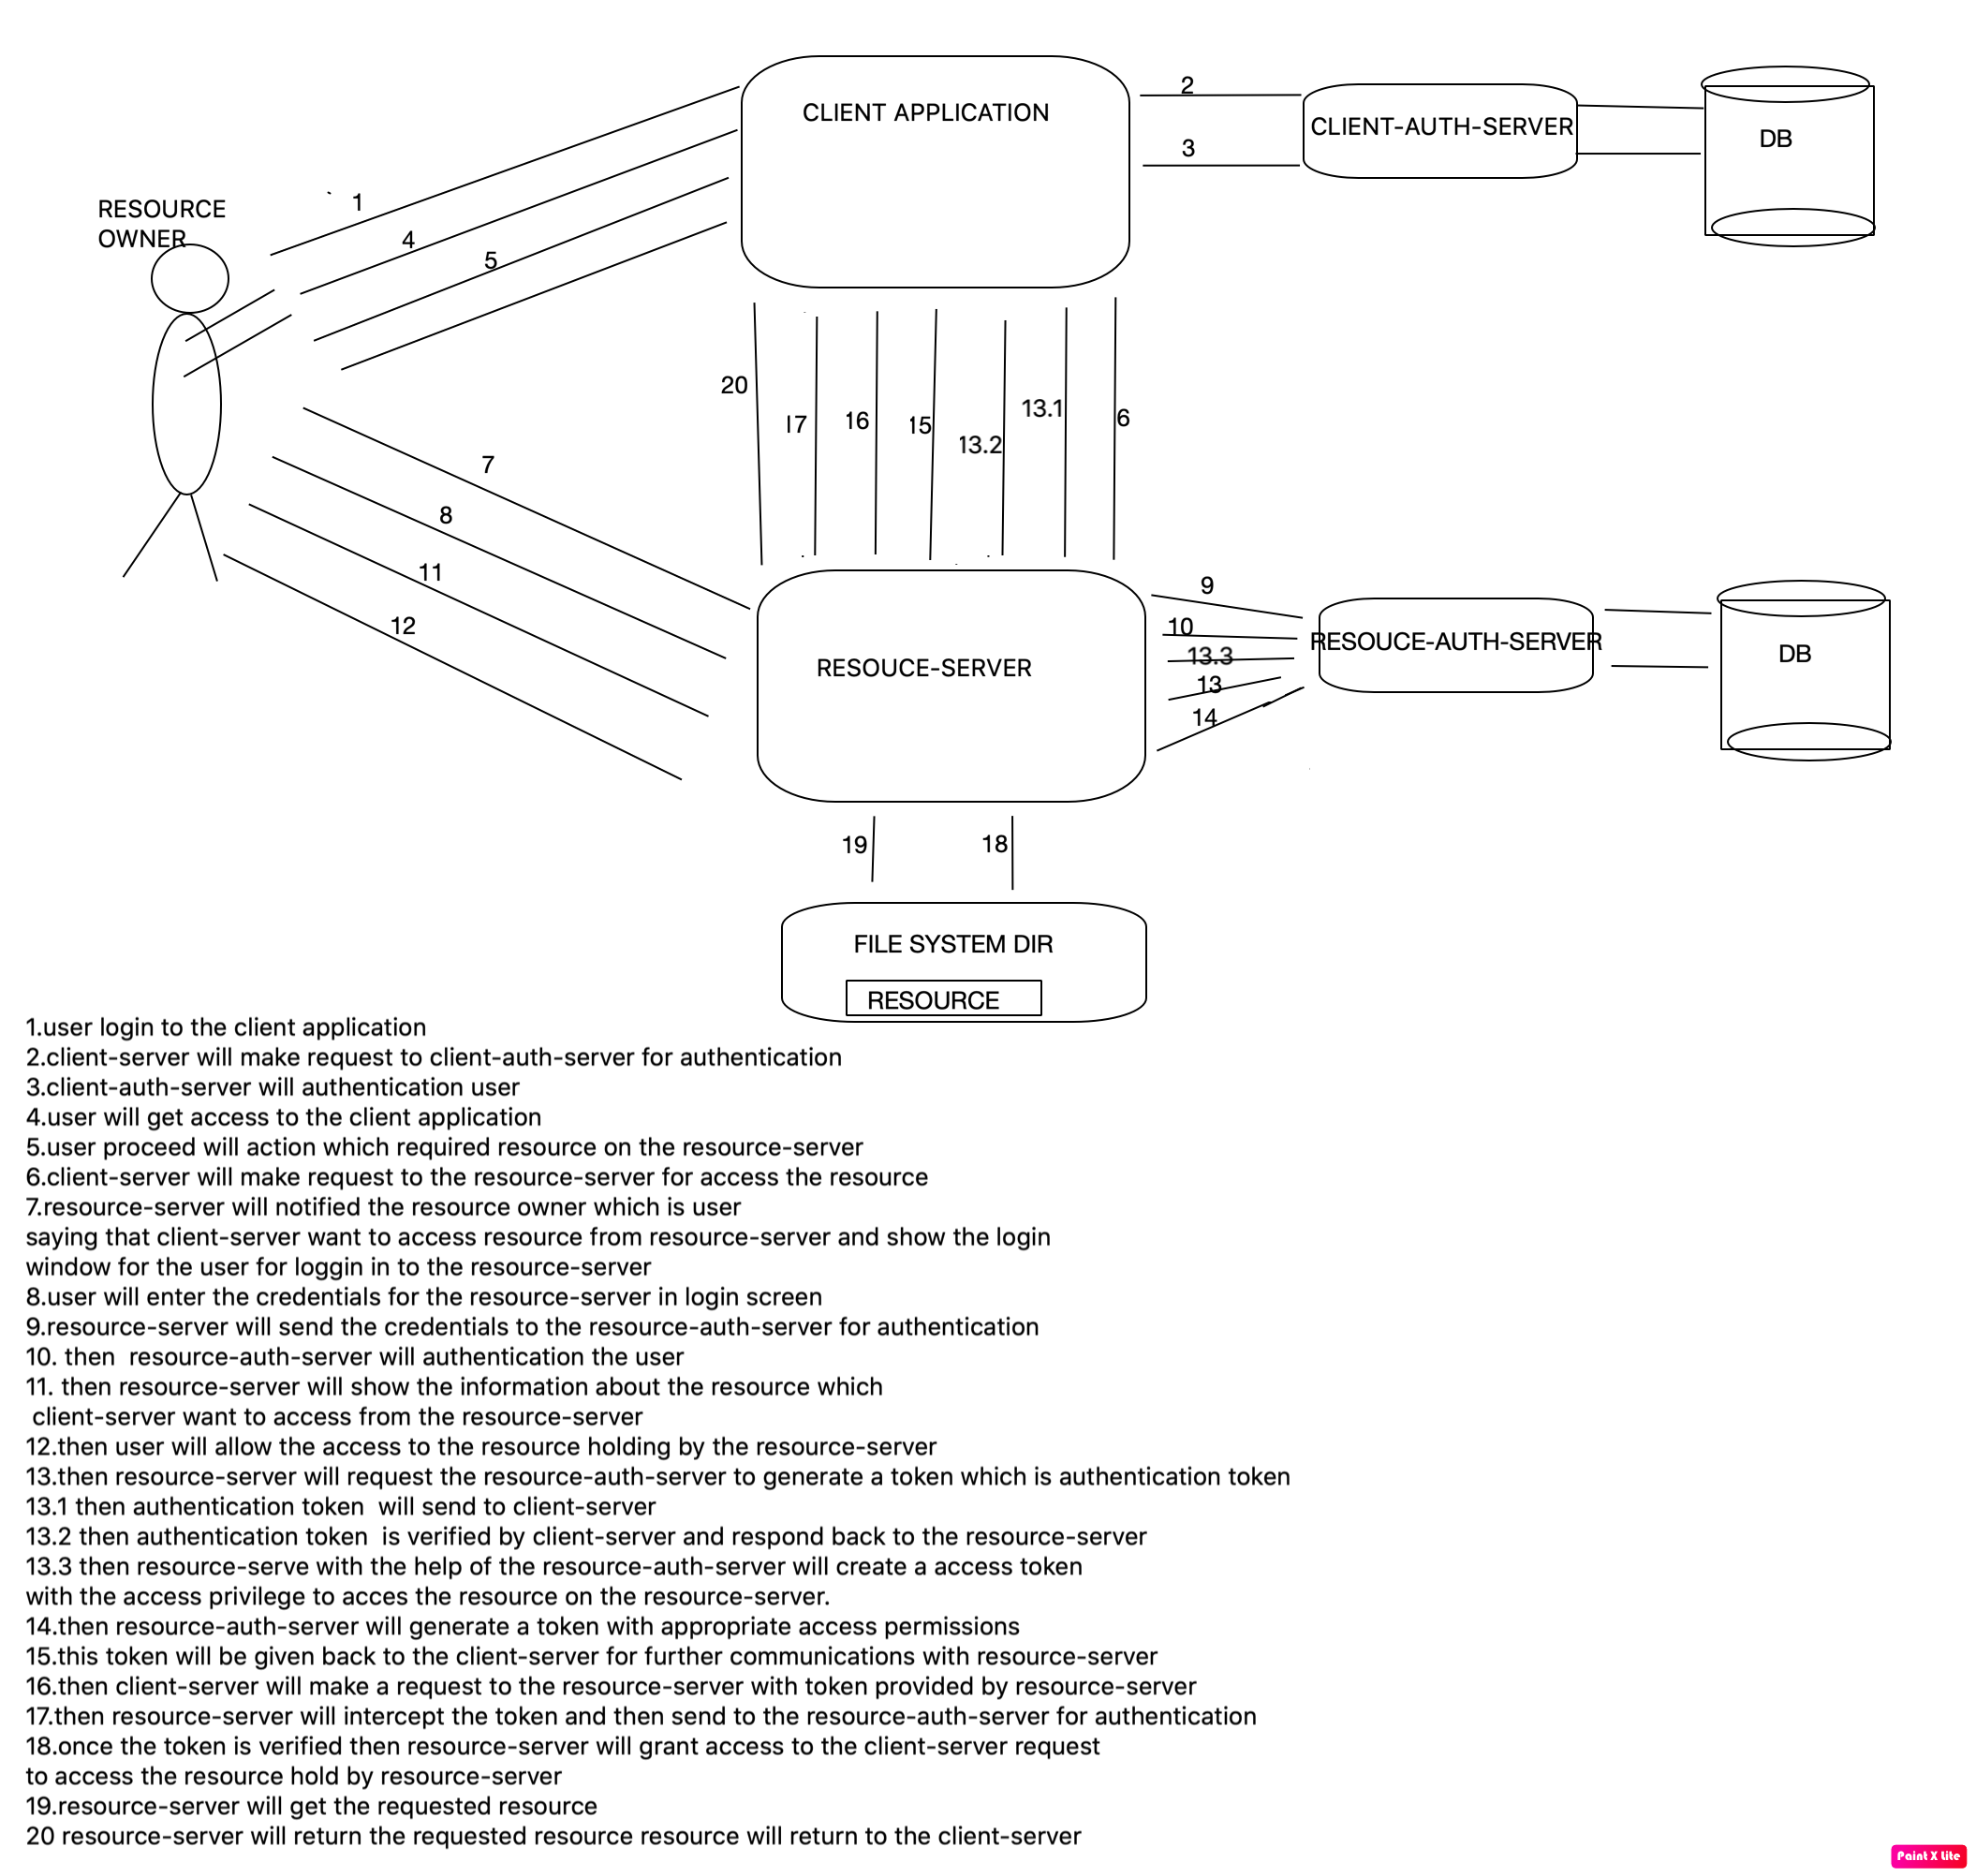 CLIENT APPLICATION
2
CLIENT-AUTH-SERVER
3
DB
RESOURCE
OWNER
1
4
5
20
I7
16
15
13.2
13.1
6
7
8
11
12
RESOUCE-SERVER
9
10
13.3
13
14
RESOUCE-AUTH-SERVER
DB
19
18
FILE SYSTEM DIR
RESOURCE
1.user login to the client application
2.client-server will make request to client-auth-server for authentication
3.client-auth-server will authentication user
4.user will get access to the client application
5.user proceed will action which required resource on the resource-server
6.client-server will make request to the resource-server for access the resource
7.resource-server will notified the resource owner which is user
saying that client-server want to access resource from resource-server and show the login
window for the user for loggin in to the resource-server
8.user will enter the credentials for the resource-server in login screen
9.resource-server will send the credentials to the resource-auth-server for authentication
10. then  resource-auth-server will authentication the user
11. then resource-server will show the information about the resource which
client-server want to access from the resource-server
12.then user will allow the access to the resource holding by the resource-server
13.then resource-server will request the resource-auth-server to generate a token which is authentication token
13.1 then authentication token  will send to client-server
13.2 then authentication token  is verified by client-server and respond back to the resource-server
13.3 then resource-serve with the help of the resource-auth-server will create a access token
with the access privilege to acces the resource on the resource-server.
14.then resource-auth-server will generate a token with appropriate access permissions
15.this token will be given back to the client-server for further communications with resource-server
16.then client-server will make a request to the resource-server with token provided by resource-server
17.then resource-server will intercept the token and then send to the resource-auth-server for authentication
18.once the token is verified then resource-server will grant access to the client-server request
to access the resource hold by resource-server
19.resource-server will get the requested resource
20 resource-server will return the requested resource resource will return to the client-server
Paint X Lite